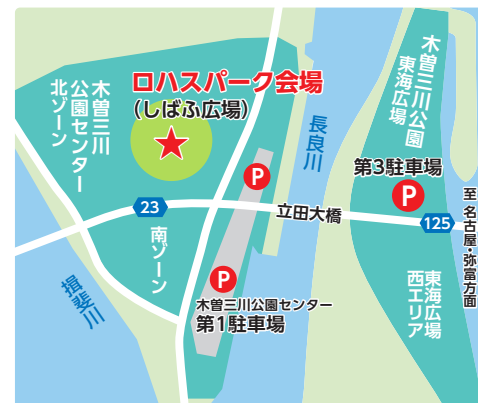 ロハスパーク会場
(しばふ広場)
木曽三川
公園センター
北ゾーン
P
23
南ゾーン
揖斐川
P
木曽三川公園センター
第1駐車場
長良川
立田大橋
木曽三川公園
東海広場
第3駐車場
P
125
至 名古屋・弥富方面
東海広場
西エリア